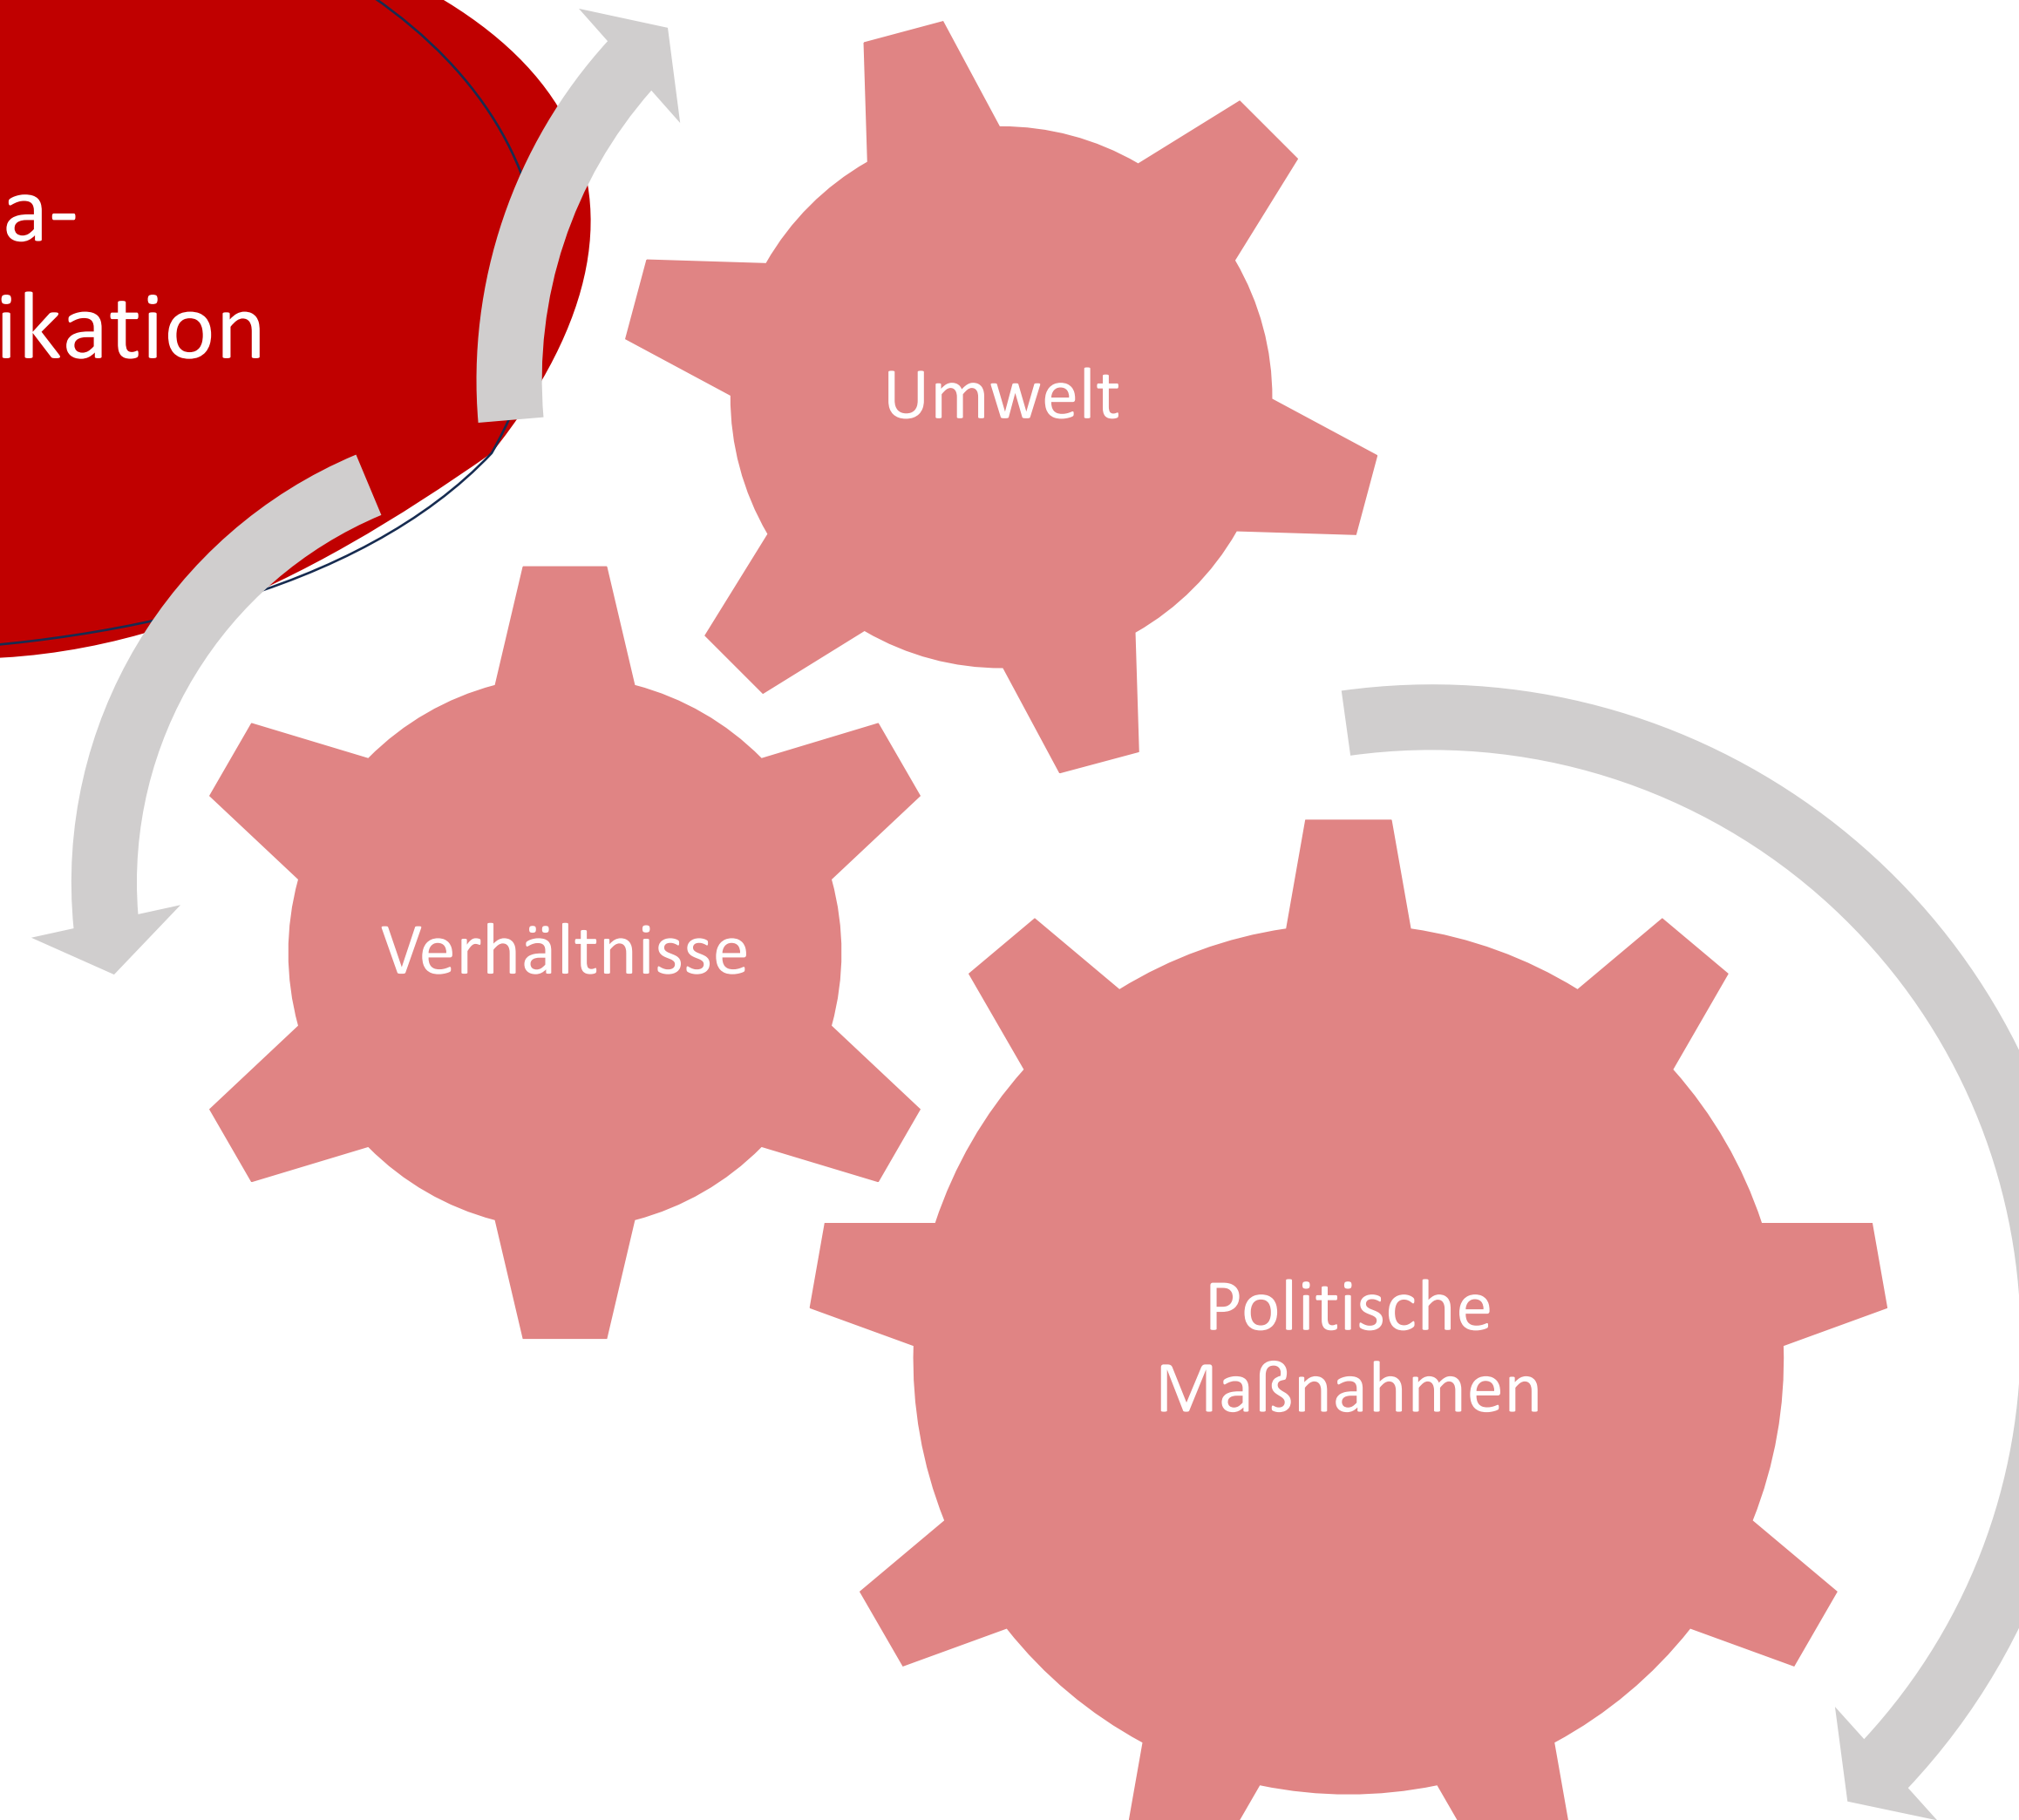 a-
ikation
Umwelt
Verhältnisse
Politische
Maßnahmen